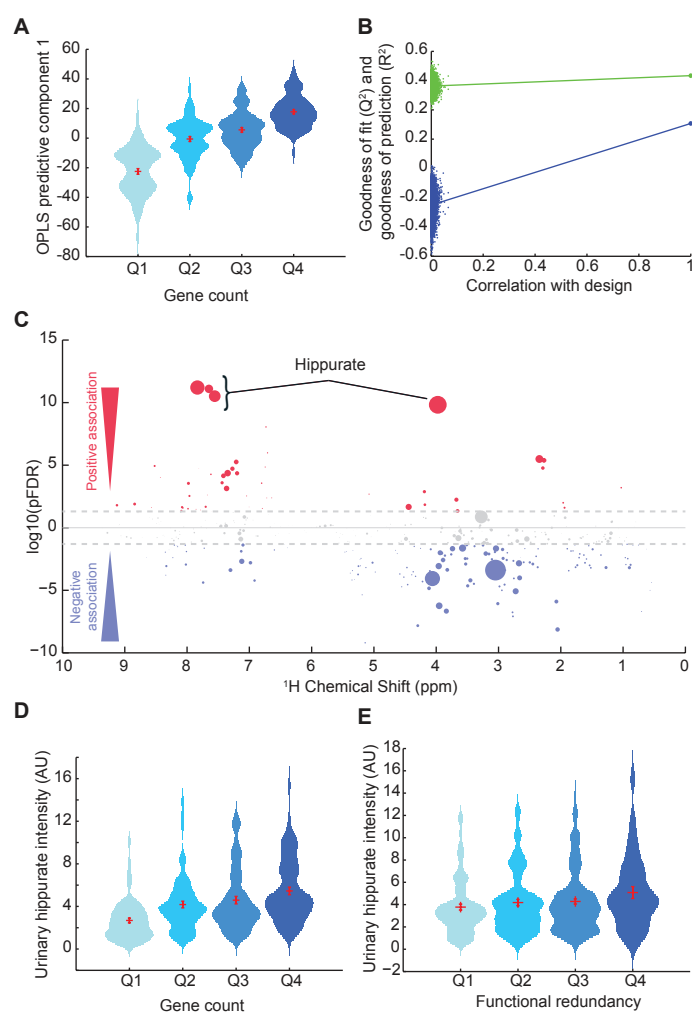 A
OPLS predictive component 1
60
40
20
0
-20
-40
-60
-80
Q1
Q2
Q3
Q4
Gene count
B
Goodness of fit (Q²) and
goodness of prediction (R²)
0.6
0.4
0.2
0.2
0
-0.2
-0.4
-0.6
0
0.2
0.4
0.6
0.8
1
Correlation with design
C
log10(pFDR)
15
10
5
0
−5
−10
Positive association
Negative
association
Hippurate
10
9
8
7
6
5
4
3
2
1
0
¹H Chemical Shift (ppm)
D
Urinary hippurate intensity (AU)
16
12
8
4
0
Q1
Q2
Q3
Q4
Gene count
E
Urinary hippurate intensity (AU)
18
16
14
12
10
8
6
4
2
0
−2
Q1
Q2
Q3
Q4
Functional redundancy